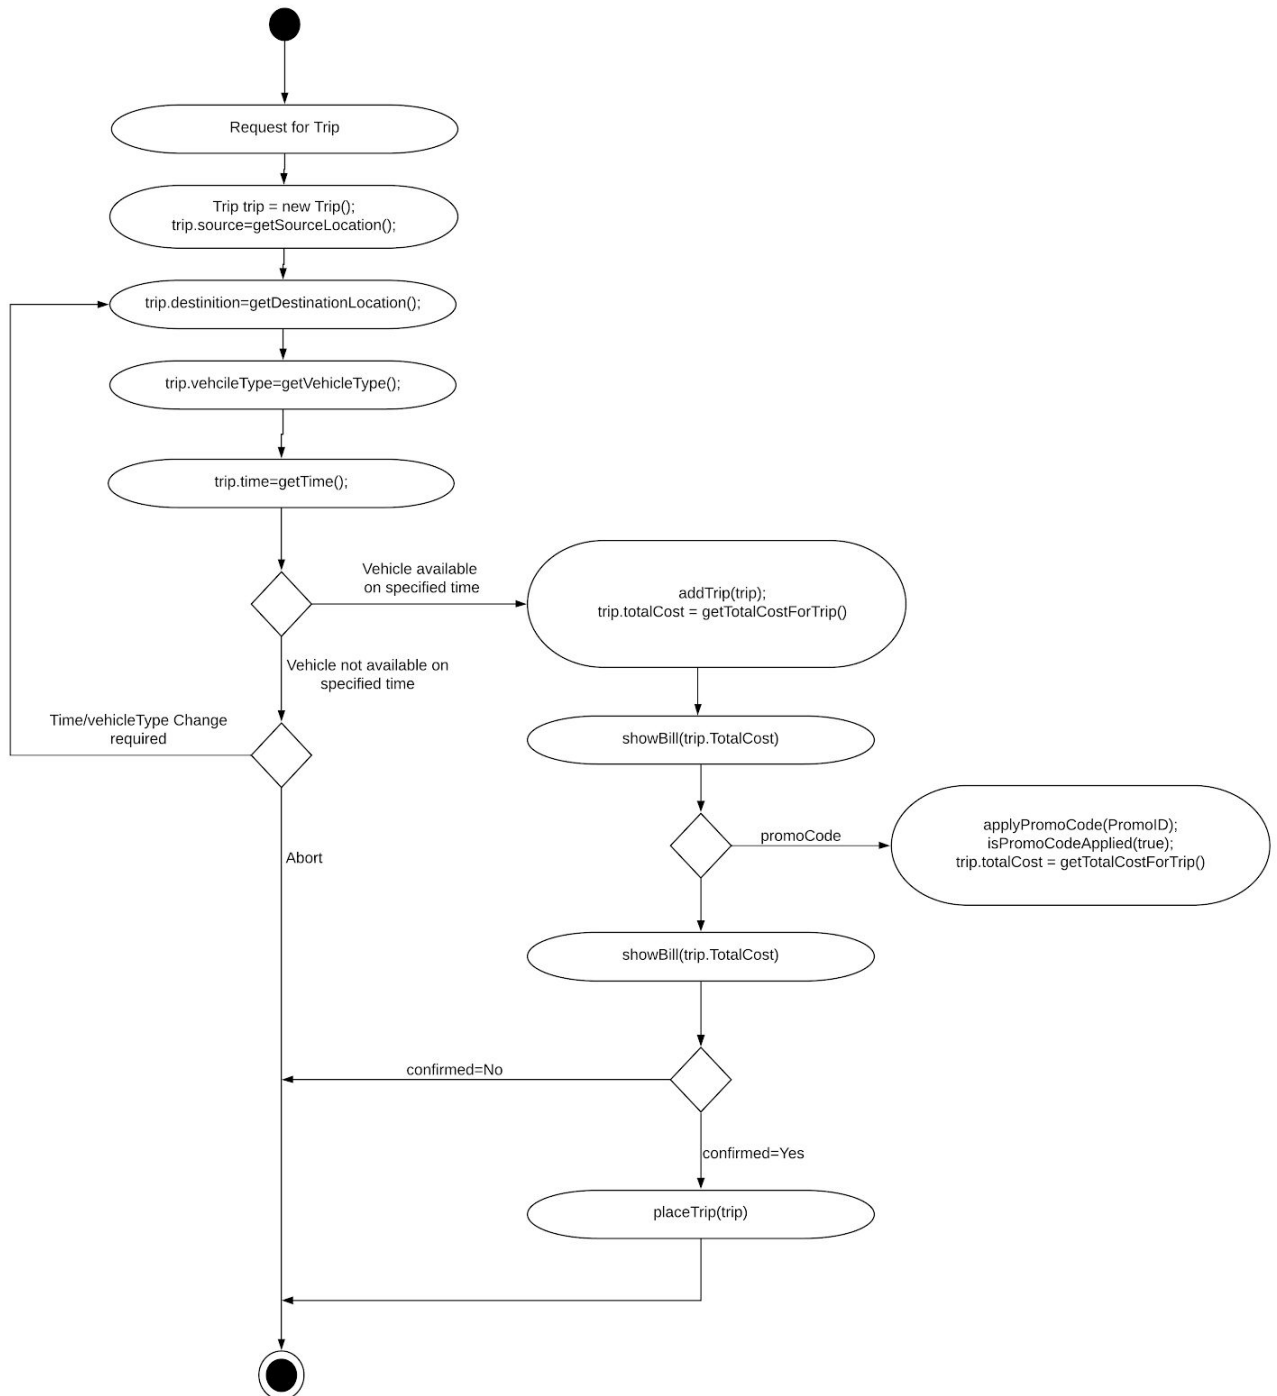 Request for Trip
Trip trip = new Trip();
trip.source=getSourceLocation();
trip.destinition=getDestinationLocation();
trip.vehcileType=getVehicleType();
trip.time=getTime();
Vehicle available
on specified time
addTrip(trip);
trip.totalCost = getTotalCostForTrip()
Vehicle not available on
specified time
Time/vehicleType Change
required
showBill(trip.TotalCost)
promoCode
applyPromoCode(PromoID);
isPromoCodeApplied(true);
trip.totalCost = getTotalCostForTrip()
Abort
showBill(trip.TotalCost)
confirmed=No
confirmed=Yes
placeTrip(trip)